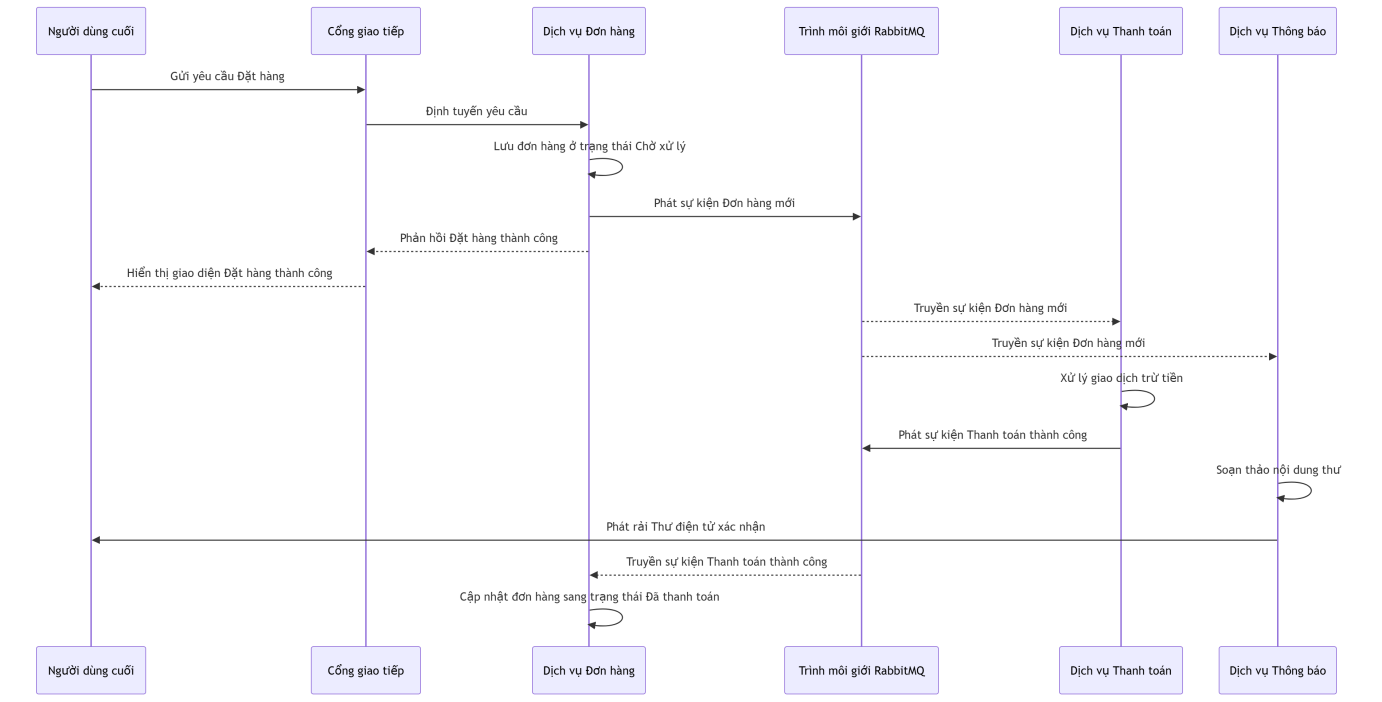 Người dùng cuối
Cổng giao tiếp
Dịch vụ Đơn hàng
Trình môi giới RabbitMQ
Dịch vụ Thanh toán
Dịch vụ Thông báo
Gửi yêu cầu Đặt hàng
Định tuyến yêu cầu
Lưu đơn hàng ở trạng thái Chờ xử lý
Phát sự kiện Đơn hàng mới
Phản hồi Đặt hàng thành công
Hiển thị giao diện Đặt hàng thành công
Truyền sự kiện Đơn hàng mới
Truyền sự kiện Đơn hàng mới
Xử lý giao dịch trừ tiền
Phát sự kiện Thanh toán thành công
Soạn thảo nội dung thư
Phát rải Thư điện tử xác nhận
Truyền sự kiện Thanh toán thành công
Cập nhật đơn hàng sang trạng thái Đã thanh toán
Người dùng cuối
Cổng giao tiếp
Dịch vụ Đơn hàng
Trình môi giới RabbitMQ
Dịch vụ Thanh toán
Dịch vụ Thông báo